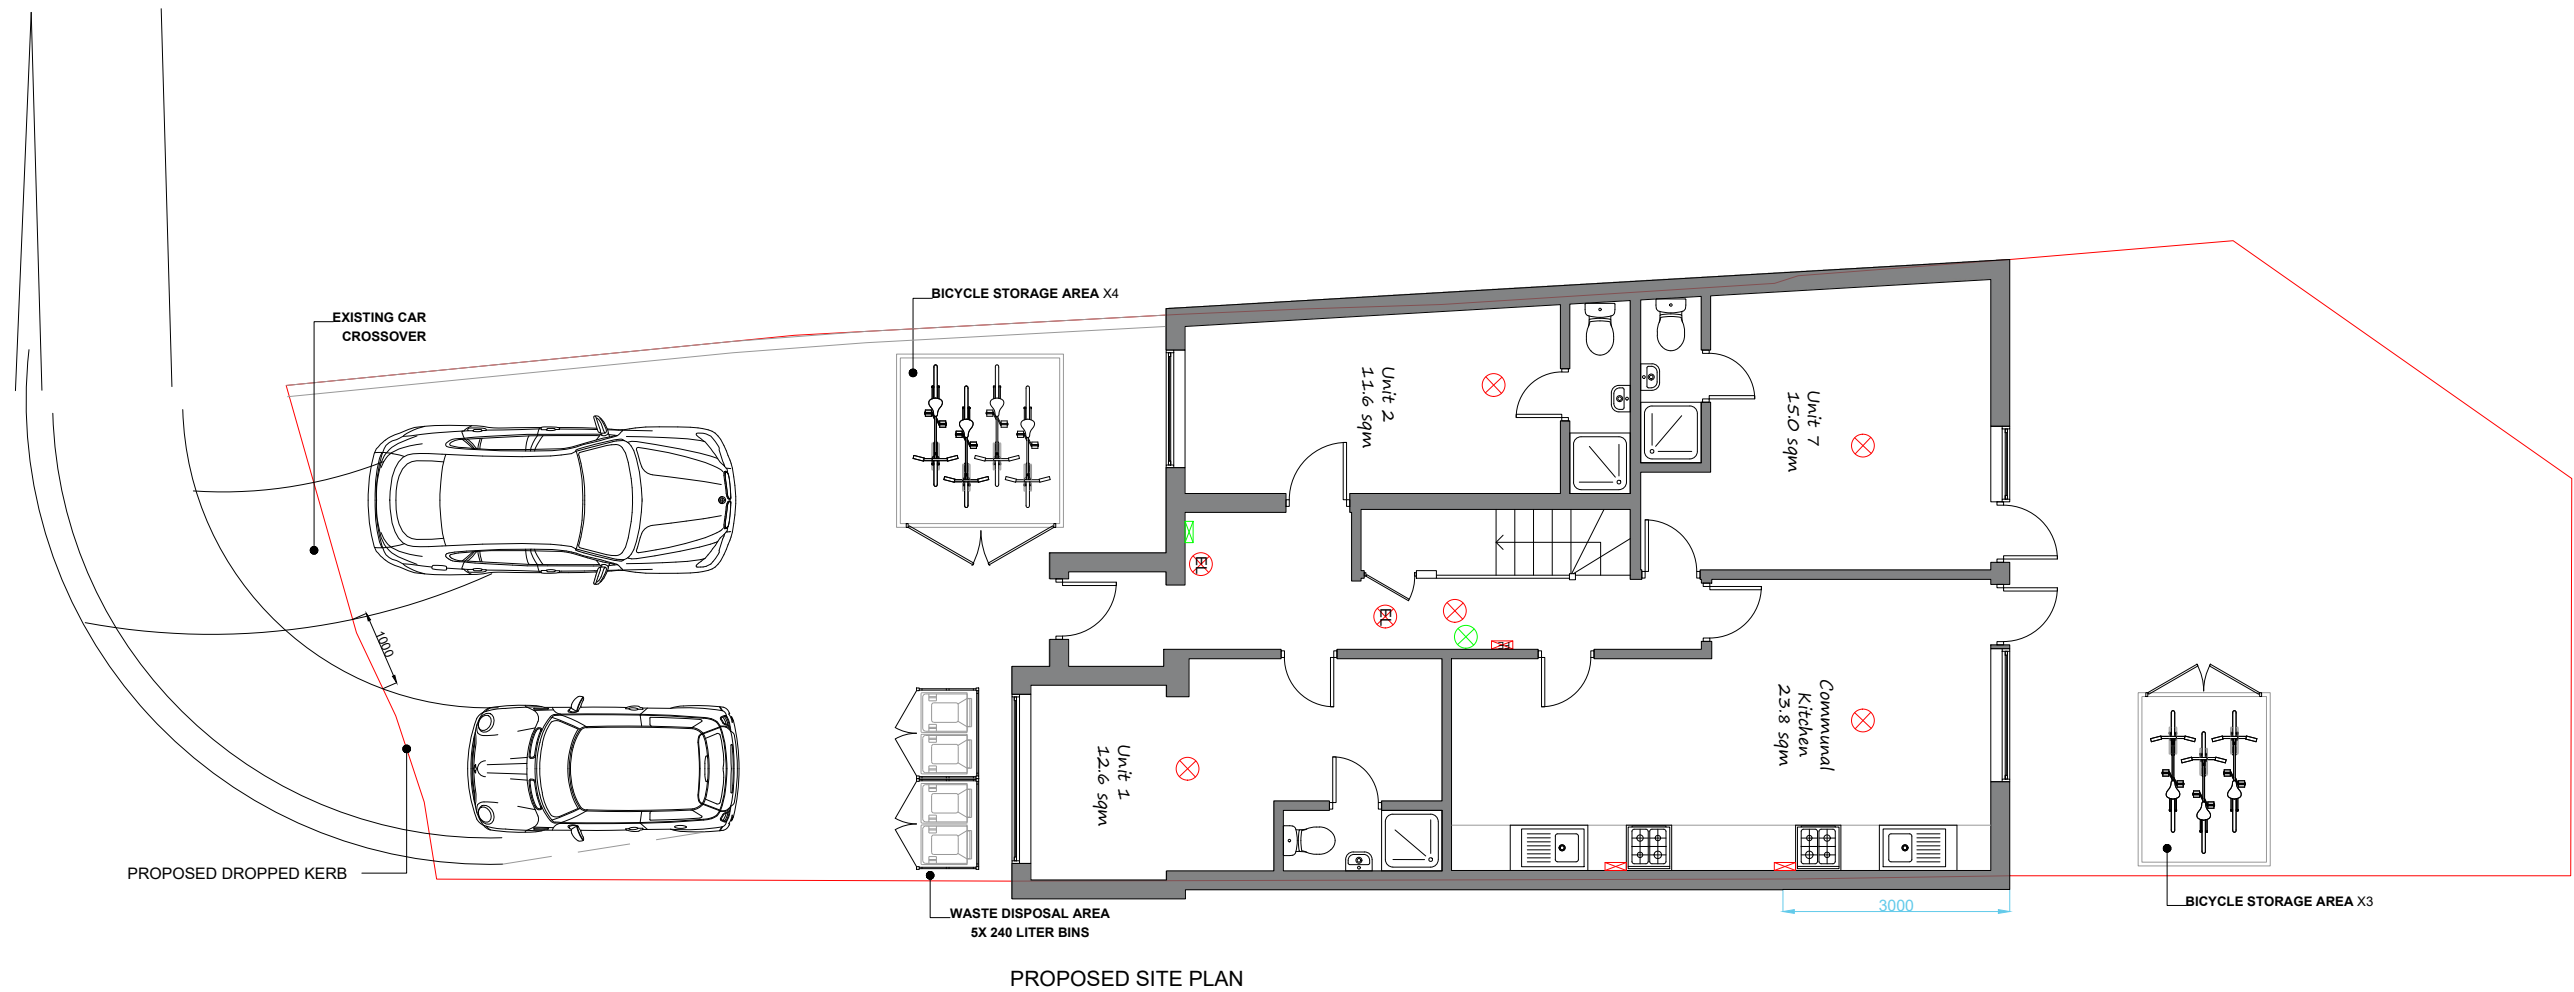 BICYCLE STORAGE AREA X4
EXISTING CAR
CROSSOVER
Unit 2
11.6 sqm
Unit 7
15.0 sqm
EL
EL
1000
Communal
Kitchen
23.8 sqm
Unit 1
12.6 sqm
PROPOSED DROPPED KERB
WASTE DISPOSAL AREA
5X 240 LITER BINS
3000
BICYCLE STORAGE AREA X3
PROPOSED SITE PLAN